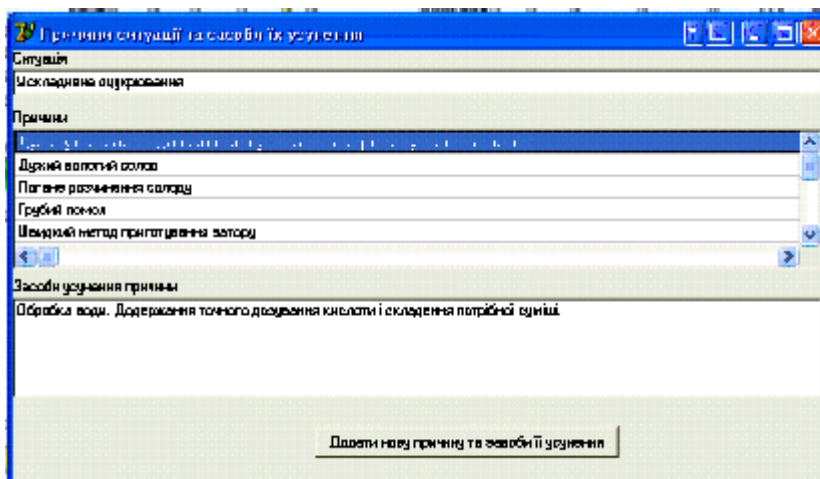 Причини ситуації та засоби їх усунення
Ситуація
Ускладнене оцукрювання
Причини
Дужий вологий солод
Погане розчинення солоду
Грубий помол
Швидкий метод приготування затору
Засоби усунення причини
Обробка води. Додержання точного дозування кислоти і складення потрібної суміші
Додати нову причину та засоби її усунення